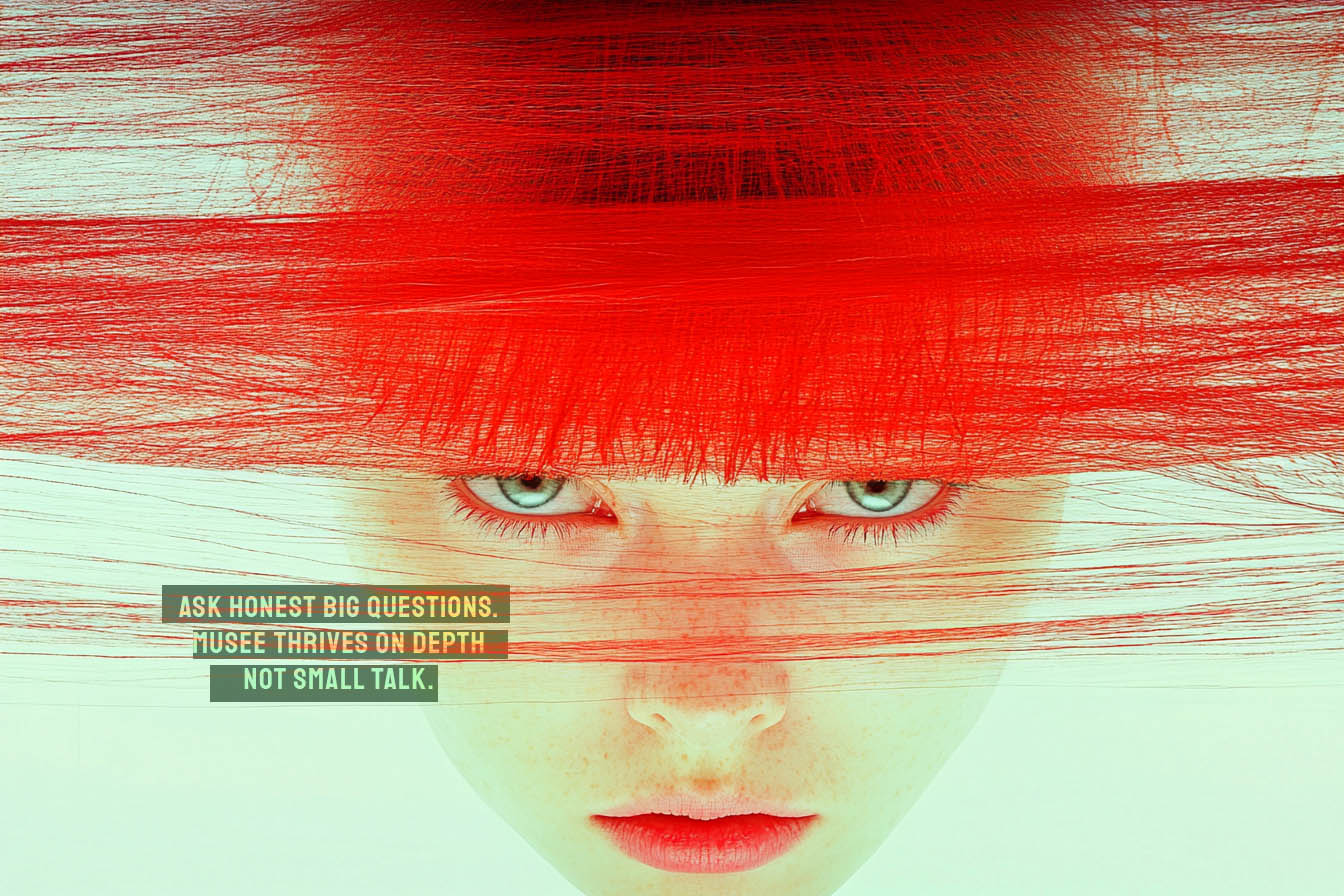 ASK HONEST BIG QUESTIONS.
MUSEE THRIVES ON DEPTH
NOT SMALL TALK.